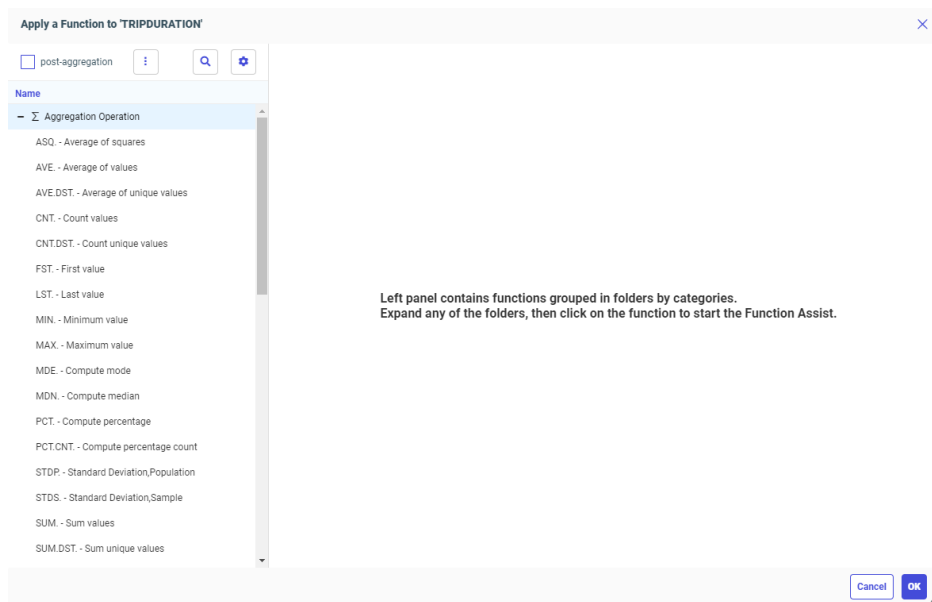 Apply a Function to 'TRIPDURATION'
post-aggregation
Name
Σ Aggregation Operation
ASQ. - Average of squares
AVE. - Average of values
AVE.DST. - Average of unique values
CNT. - Count values
CNT.DST. - Count unique values
FST. - First value
LST. - Last value
MIN. - Minimum value
MAX. - Maximum value
MDE. - Compute mode
MDN. - Compute median
PCT. - Compute percentage
PCT.CNT. - Compute percentage count
STDP. - Standard Deviation,Population
STDS. - Standard Deviation,Sample
SUM. - Sum values
SUM.DST. - Sum unique values
Left panel contains functions grouped in folders by categories.
Expand any of the folders, then click on the function to start the Function Assist.
Cancel OK